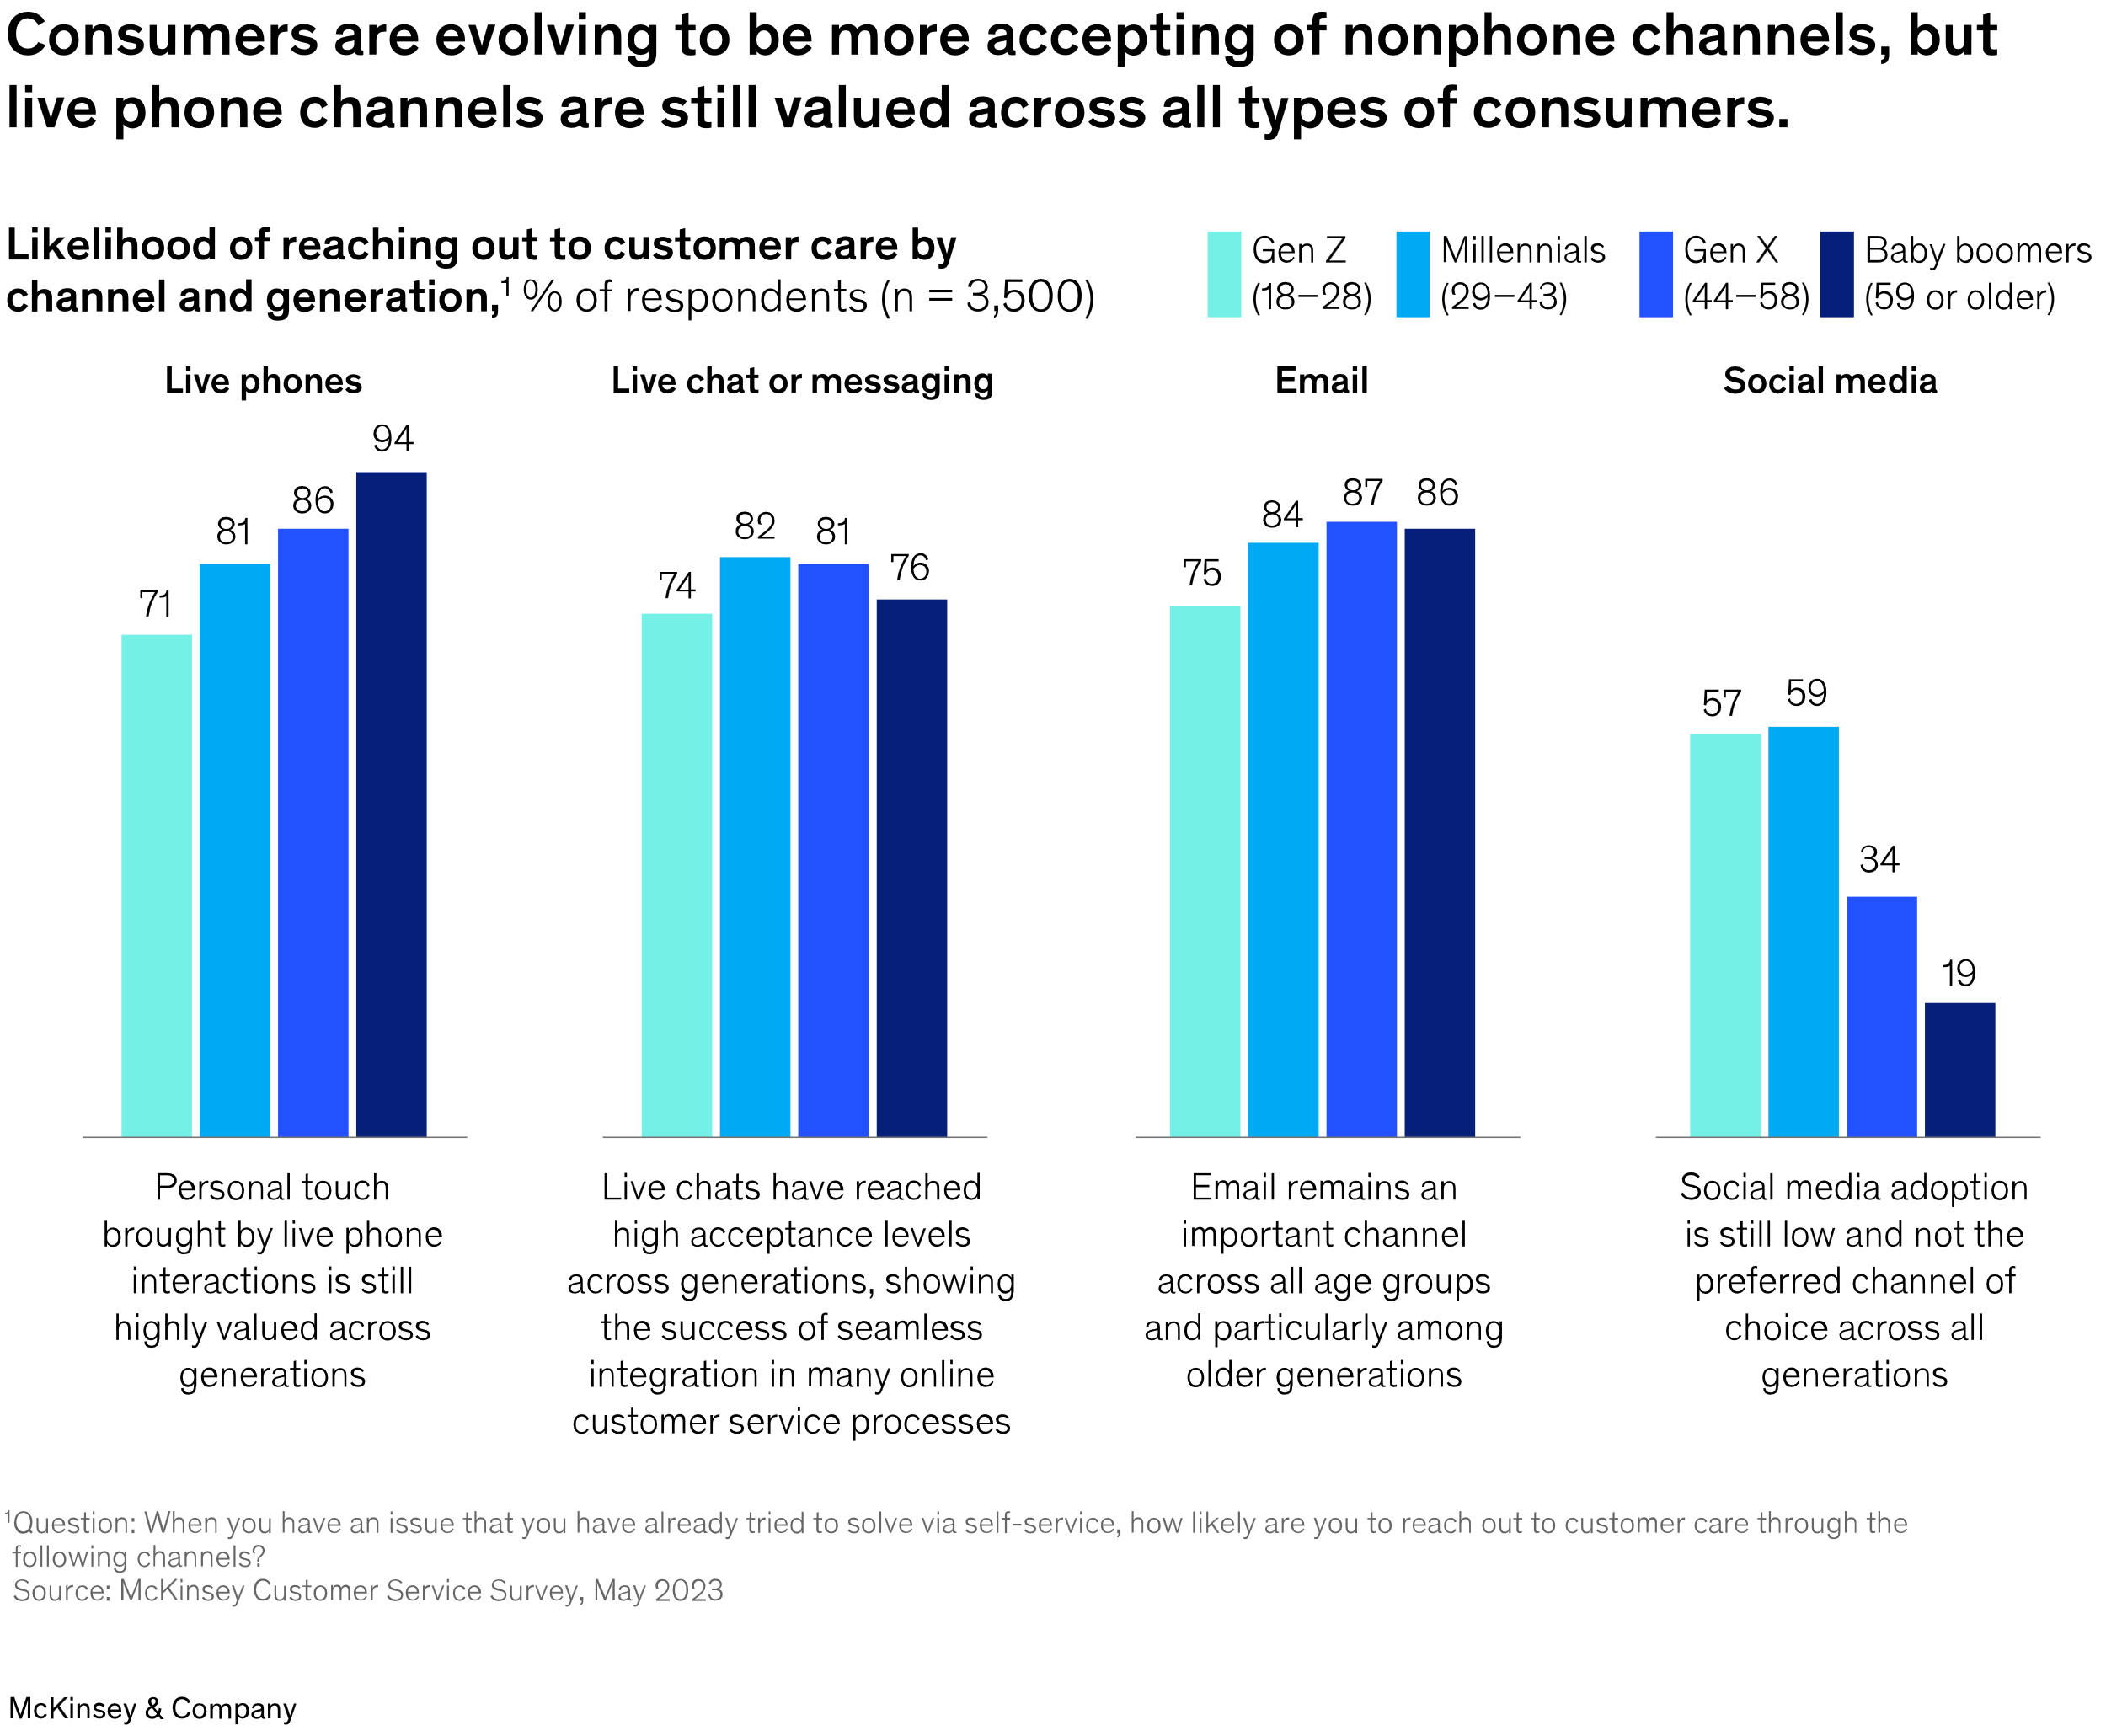 Consumers are evolving to be more accepting of nonphone channels, but
live phone channels are still valued across all types of consumers.
Likelihood of reaching out to customer care by
channel and generation,¹ % of respondents (n = 3,500)
Gen Z
(18–28)
Millennials
(29–43)
Gen X
(44–58)
Baby boomers
(59 or older)
Live phones
71
81
86
94
Personal touch
brought by live phone
interactions is still
highly valued across
generations
Live chat or messaging
74
82
81
76
Live chats have reached
high acceptance levels
across generations, showing
the success of seamless
integration in many online
customer service processes
Email
75
84
87
86
Email remains an
important channel
across all age groups
and particularly among
older generations
Social media
57
59
34
19
Social media adoption
is still low and not the
preferred channel of
choice across all
generations
¹Question: When you have an issue that you have already tried to solve via self-service, how likely are you to reach out to customer care through the
following channels?
Source: McKinsey Customer Service Survey, May 2023
McKinsey & Company